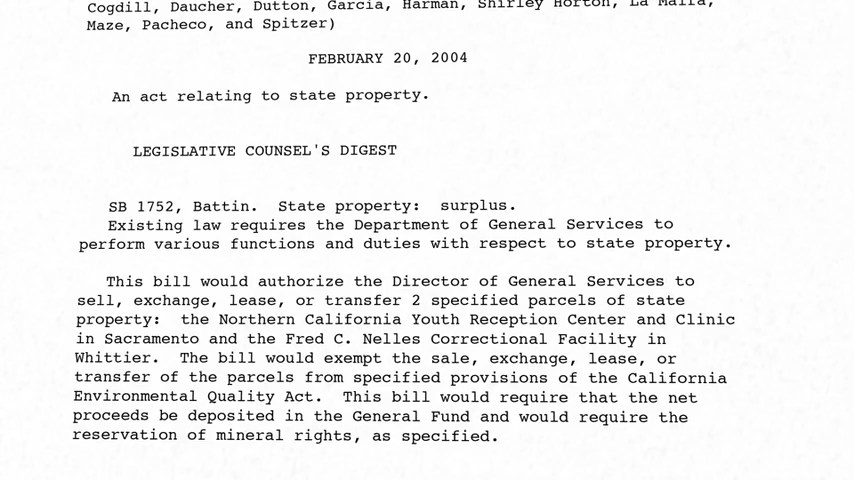 Cogdill, Daucher, Dutton, Garcia, Harman, Shirley Horton, La Malfa,
Maze, Pacheco, and Spitzer)
FEBRUARY 20, 2004
An act relating to state property.
LEGISLATIVE COUNSEL'S DIGEST
SB 1752, Battin.  State property:  surplus.
Existing law requires the Department of General Services to
perform various functions and duties with respect to state property.
This bill would authorize the Director of General Services to
sell, exchange, lease, or transfer 2 specified parcels of state
property:  the Northern California Youth Reception Center and Clinic
in Sacramento and the Fred C. Nelles Correctional Facility in
Whittier.  The bill would exempt the sale, exchange, lease, or
transfer of the parcels from specified provisions of the California
Environmental Quality Act.  This bill would require that the net
proceeds be deposited in the General Fund and would require the
reservation of mineral rights, as specified.